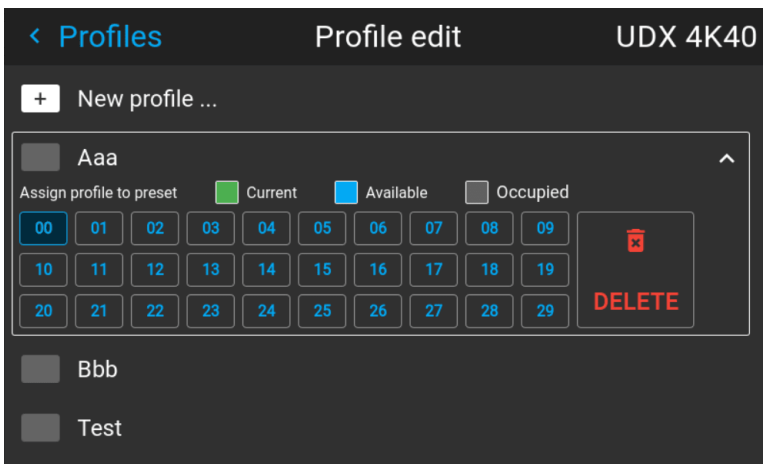 < Profiles Profile edit UDX 4K40
+ New profile ...
Aaa
Assign profile to preset Current Available Occupied
00 01 02 03 04 05 06 07 08 09
10 11 12 13 14 15 16 17 18 19
20 21 22 23 24 25 26 27 28 29
DELETE
Bbb
Test